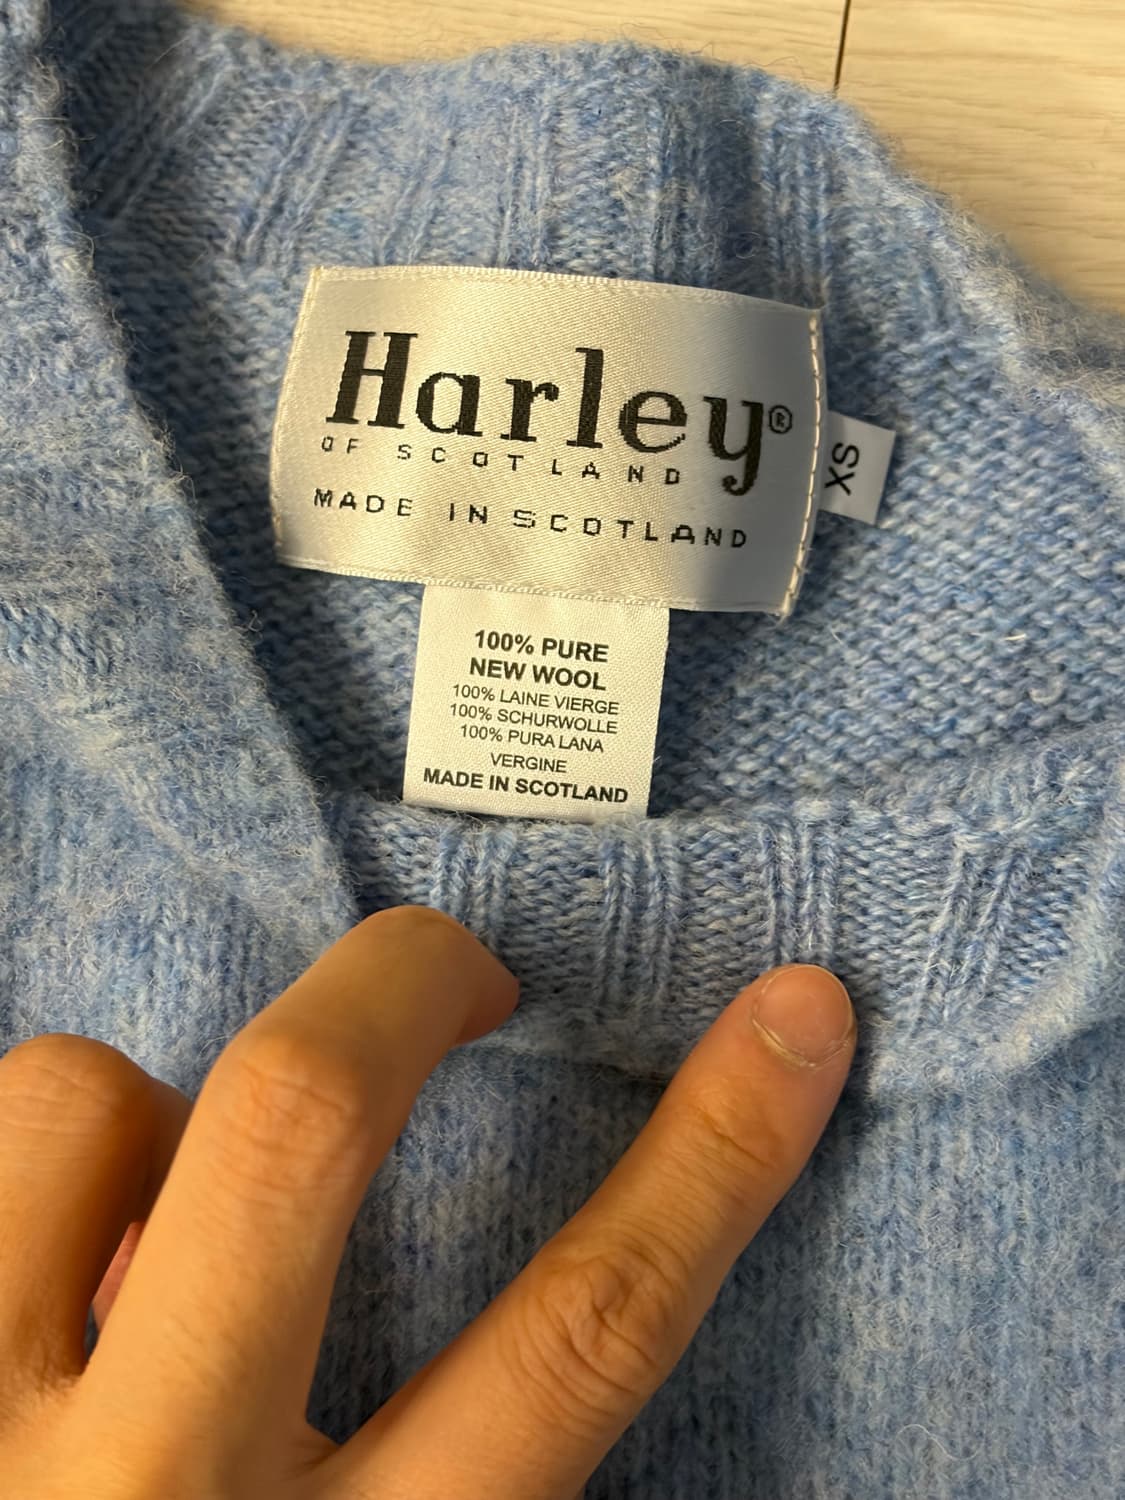 Harley®
OF SCOTLAND
MADE IN SCOTLAND
XS
100% PURE
NEW WOOL
100% LAINE VIERGE
100% SCHURWOLLE
100% PURA LANA
VERGINE
MADE IN SCOTLAND